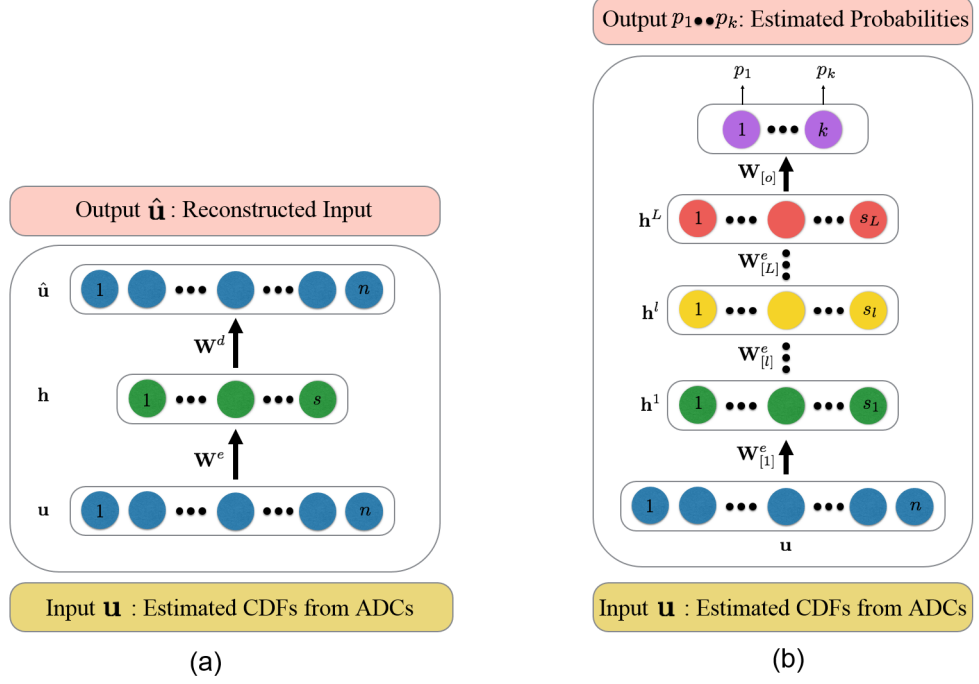 Output û : Reconstructed Input
û
1 ••• ••• n
Wᵈ
h
1 ••• ••• s
Wᵉ
u
1 ••• ••• n
Input u : Estimated CDFs from ADCs
(a)
Output p₁••pₖ: Estimated Probabilities
p₁ pₖ
1 ••• k
W[o]
hᴸ
1 ••• ••• s_L
Wᵉ[L]
hˡ
1 ••• ••• s_l
Wᵉ[l]
h¹
1 ••• ••• s₁
Wᵉ[1]
1 ••• ••• n
u
Input u : Estimated CDFs from ADCs
(b)